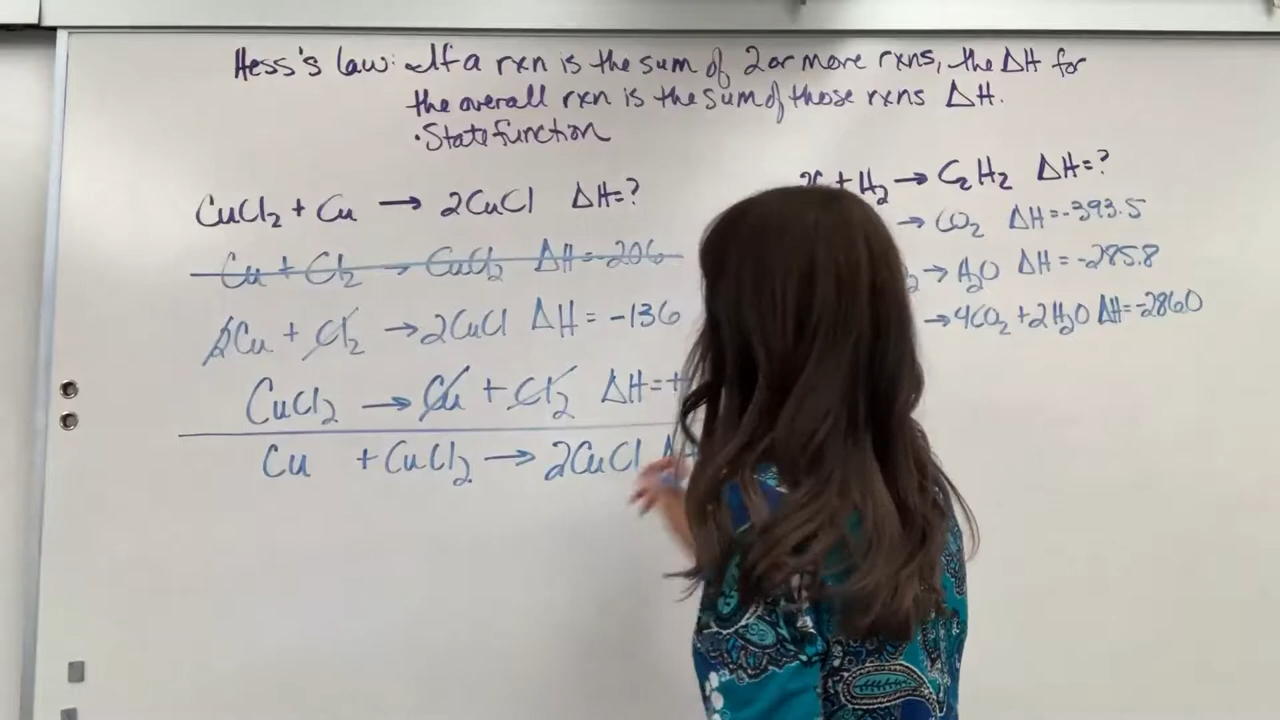 Hess's law: If a rxn is the sum of 2 or more rxns, the ΔH for
the overall rxn is the sum of those rxns ΔH.
• State function
CuCl₂ + Cu → 2CuCl ΔH=?
Cu + Cl₂ → CuCl₂ ΔH=-206
2Cu + Cl₂ → 2CuCl ΔH = -136
CuCl₂ → Cu + Cl₂ ΔH=+
Cu + CuCl₂ → 2CuCl ΔH
+ H₂ → C₂H₂ ΔH=?
→ CO₂ ΔH=-393.5
→ H₂O ΔH = -285.8
→ 4CO₂ + 2H₂O ΔH=-2860